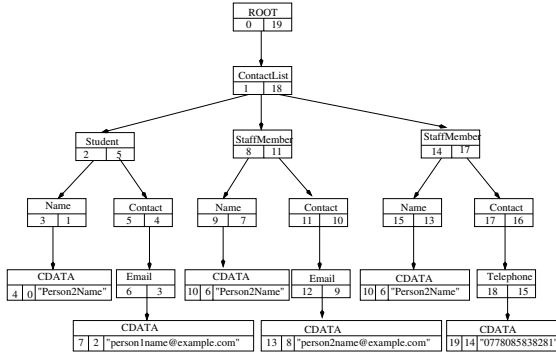 ROOT
0 19
ContactList
1 18
Student
2 5
StaffMember
8 11
StaffMember
14 17
Name
3 1
Contact
5 4
Name
9 7
Contact
11 10
Name
15 13
Contact
17 16
CDATA
4 0 "Person2Name"
Email
6 3
CDATA
10 6 "Person2Name"
Email
12 9
CDATA
10 6 "Person2Name"
Telephone
18 15
CDATA
7 2 "person1name@example.com"
CDATA
13 8 "person2name@example.com"
CDATA
19 14 "0778085838281"